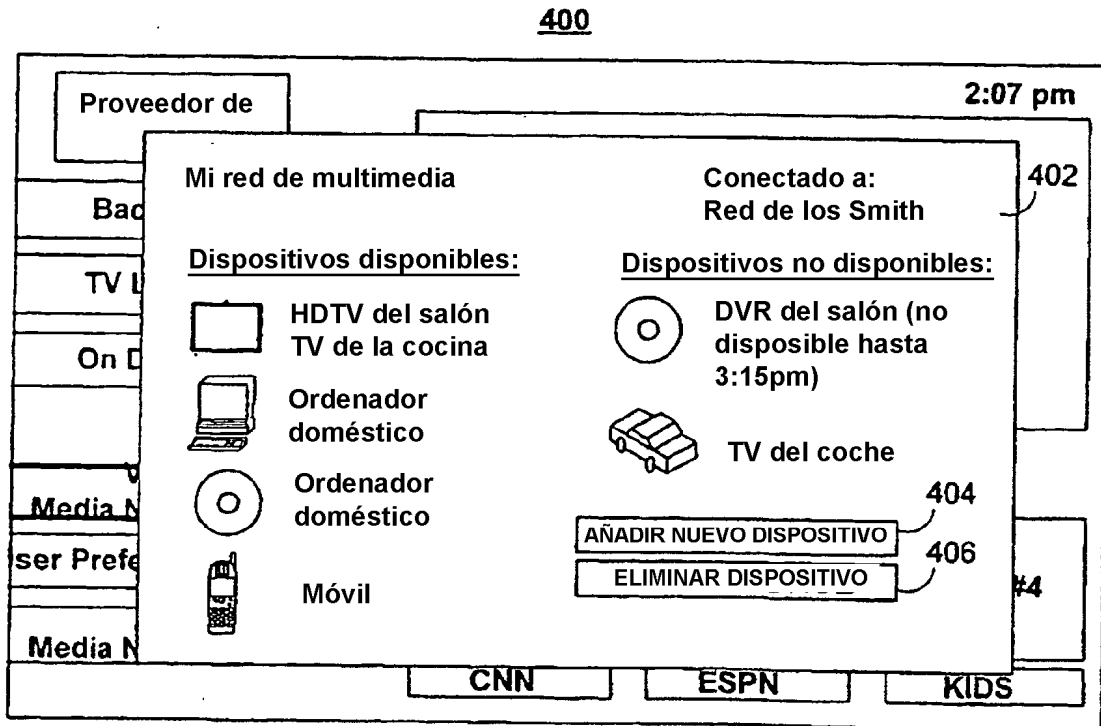 400
2:07 pm
Proveedor de
Mi red de multimedia
Conectado a:
Red de los Smith
402
Bac
TV L
On D
Media N
ser Prefe
Media N
Dispositivos disponibles:
HDTV del salón
TV de la cocina
Ordenador
doméstico
Ordenador
doméstico
Móvil
Dispositivos no disponibles:
DVR del salón (no
disposible hasta
3:15pm)
TV del coche
404
AÑADIR NUEVO DISPOSITIVO
406
ELIMINAR DISPOSITIVO
#4
CNN
ESPN
KIDS